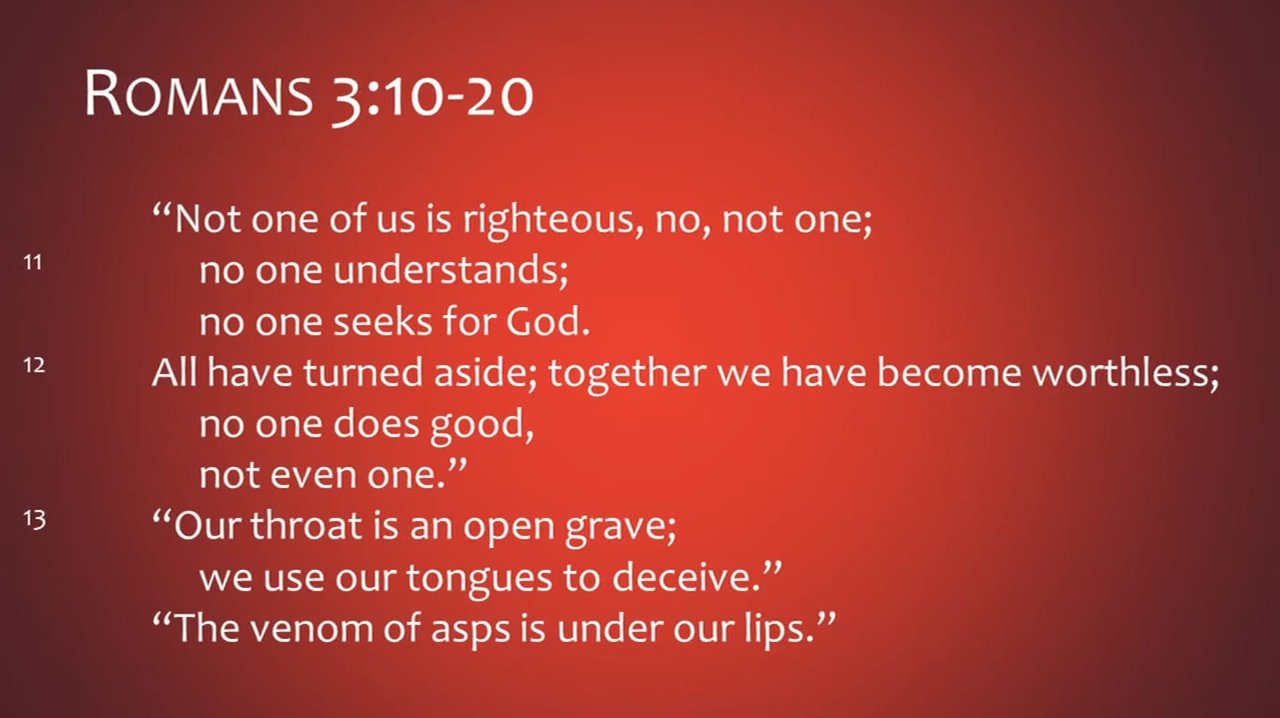 ROMANS 3:10-20
“Not one of us is righteous, no, not one;
11 no one understands;
no one seeks for God.
12 All have turned aside; together we have become worthless;
no one does good,
not even one.”
13 “Our throat is an open grave;
we use our tongues to deceive.”
“The venom of asps is under our lips.”